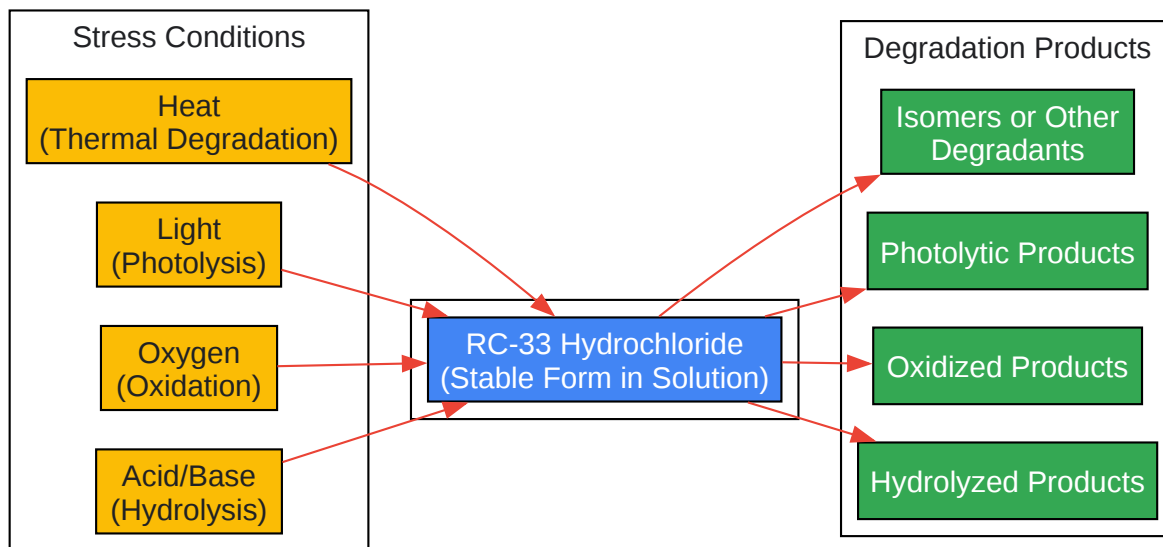 Stress Conditions
Heat
(Thermal Degradation)
Light
(Photolysis)
Oxygen
(Oxidation)
Acid/Base
(Hydrolysis)
RC-33 Hydrochloride
(Stable Form in Solution)
Degradation Products
Isomers or Other
Degradants
Photolytic Products
Oxidized Products
Hydrolyzed Products